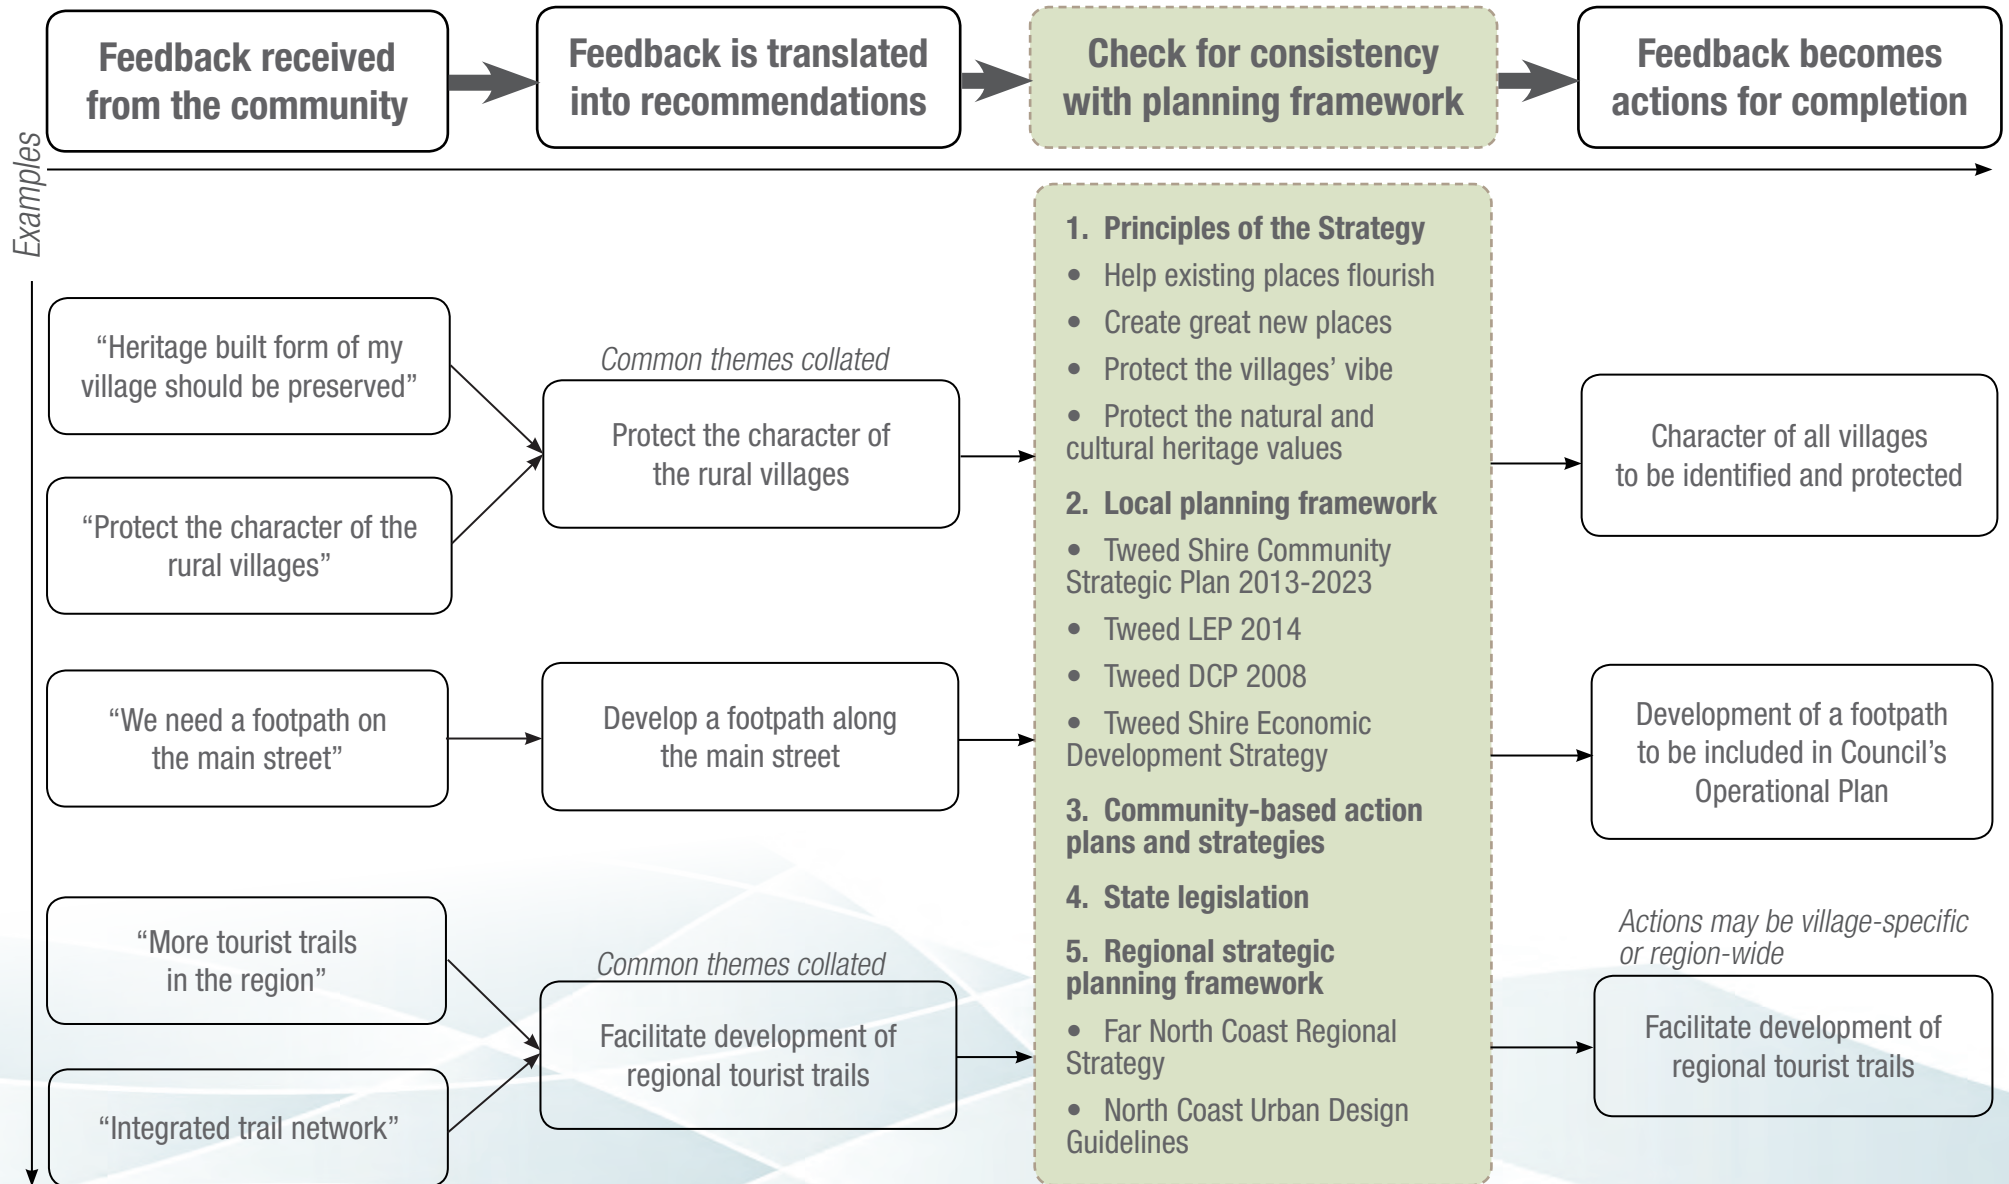 Feedback received
from the community
Feedback is translated
into recommendations
Check for consistency
with planning framework
Feedback becomes
actions for completion
Examples
“Heritage built form of my
village should be preserved”
“Protect the character of the
rural villages”
Common themes collated
Protect the character of
the rural villages
“We need a footpath on
the main street”
Develop a footpath along
the main street
“More tourist trails
in the region”
“Integrated trail network”
Common themes collated
Facilitate development of
regional tourist trails
1. Principles of the Strategy
• Help existing places flourish
• Create great new places
• Protect the villages’ vibe
• Protect the natural and
cultural heritage values
2. Local planning framework
• Tweed Shire Community
Strategic Plan 2013-2023
• Tweed LEP 2014
• Tweed DCP 2008
• Tweed Shire Economic
Development Strategy
3. Community-based action
plans and strategies
4. State legislation
5. Regional strategic
planning framework
• Far North Coast Regional
Strategy
• North Coast Urban Design
Guidelines
Character of all villages
to be identified and protected
Development of a footpath
to be included in Council’s
Operational Plan
Actions may be village-specific
or region-wide
Facilitate development of
regional tourist trails